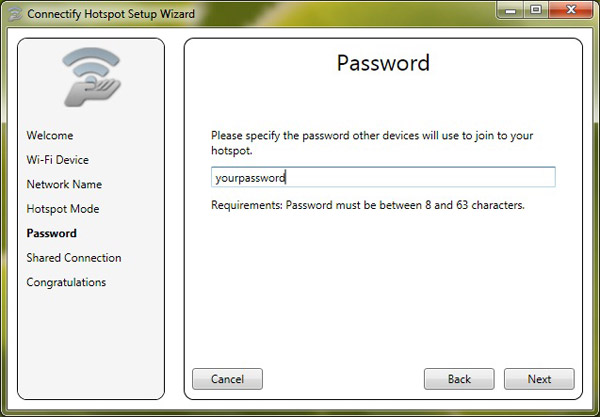 Connectify Hotspot Setup Wizard
Welcome
Wi-Fi Device
Network Name
Hotspot Mode
Password
Shared Connection
Congratulations
Password
Please specify the password other devices will use to join to your
hotspot.
yourpassword
Requirements: Password must be between 8 and 63 characters.
Cancel
Back
Next